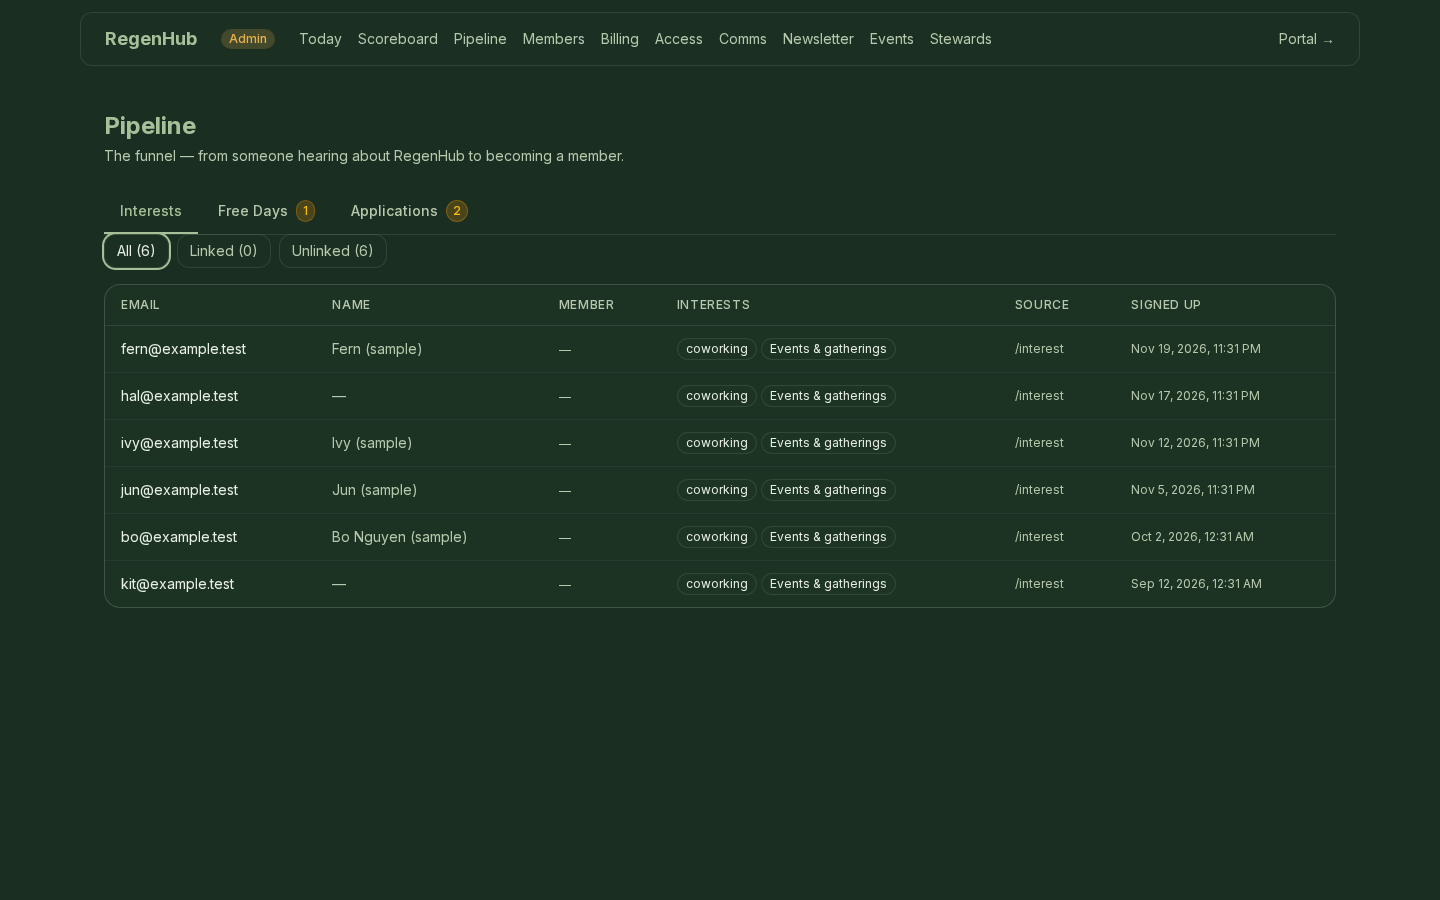 RegenHub Admin Today Scoreboard Pipeline Members Billing Access Comms Newsletter Events Stewards Portal →
Pipeline
The funnel — from someone hearing about RegenHub to becoming a member.
Interests Free Days 1 Applications 2
All (6) Linked (0) Unlinked (6)
EMAIL NAME MEMBER INTERESTS SOURCE SIGNED UP
fern@example.test Fern (sample) — coworking Events & gatherings /interest Nov 19, 2026, 11:31 PM
hal@example.test — — coworking Events & gatherings /interest Nov 17, 2026, 11:31 PM
ivy@example.test Ivy (sample) — coworking Events & gatherings /interest Nov 12, 2026, 11:31 PM
jun@example.test Jun (sample) — coworking Events & gatherings /interest Nov 5, 2026, 11:31 PM
bo@example.test Bo Nguyen (sample) — coworking Events & gatherings /interest Oct 2, 2026, 12:31 AM
kit@example.test — — coworking Events & gatherings /interest Sep 12, 2026, 12:31 AM